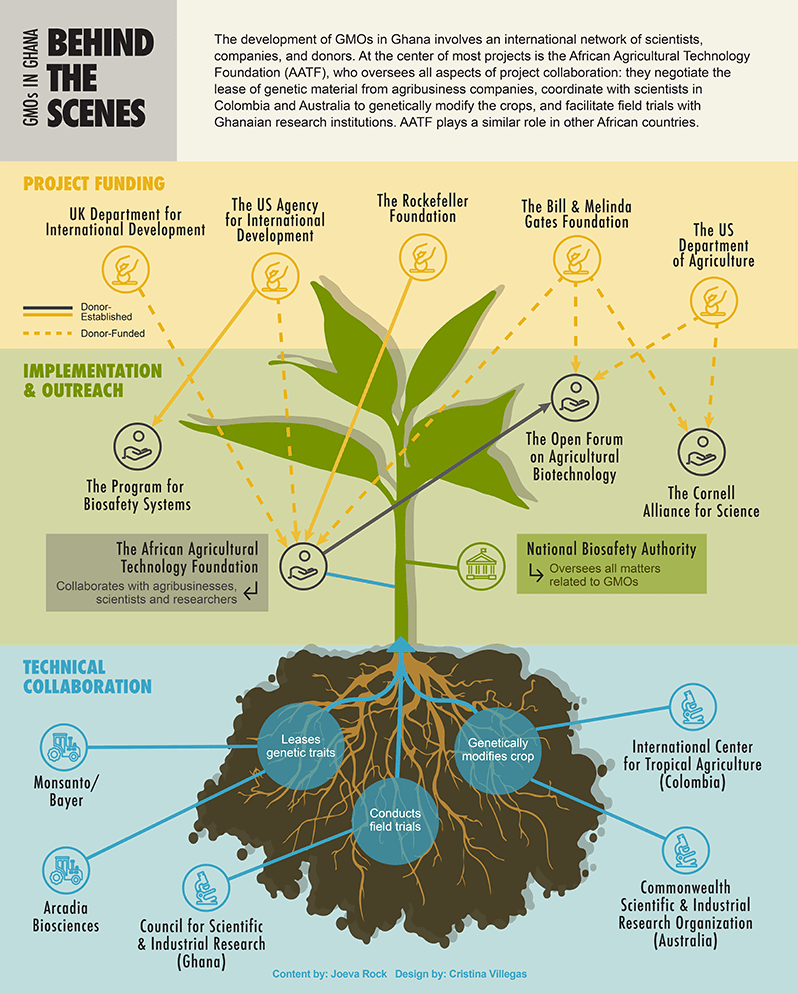 GMOs IN GHANA
BEHIND
THE
SCENES
The development of GMOs in Ghana involves an international network of scientists,
companies, and donors. At the center of most projects is the African Agricultural Technology
Foundation (AATF), who oversees all aspects of project collaboration: they negotiate the
lease of genetic material from agribusiness companies, coordinate with scientists in
Colombia and Australia to genetically modify the crops, and facilitate field trials with
Ghanaian research institutions. AATF plays a similar role in other African countries.
PROJECT FUNDING
UK Department for
International Development
The US Agency
for International
Development
The Rockefeller
Foundation
The Bill & Melinda
Gates Foundation
The US
Department
of Agriculture
Donor-
Established
Donor-Funded
IMPLEMENTATION
& OUTREACH
The Program for
Biosafety Systems
The Open Forum
on Agricultural
Biotechnology
The Cornell
Alliance for Science
The African Agricultural
Technology Foundation
Collaborates with agribusinesses,
scientists and researchers
National Biosafety Authority
Oversees all matters
related to GMOs
TECHNICAL
COLLABORATION
Leases
genetic traits
Genetically
modifies crop
Conducts
field trials
Monsanto/
Bayer
International Center
for Tropical Agriculture
(Colombia)
Arcadia
Biosciences
Council for Scientific
& Industrial Research
(Ghana)
Commonwealth
Scientific & Industrial
Research Organization
(Australia)
Content by: Joeva Rock Design by: Cristina Villegas